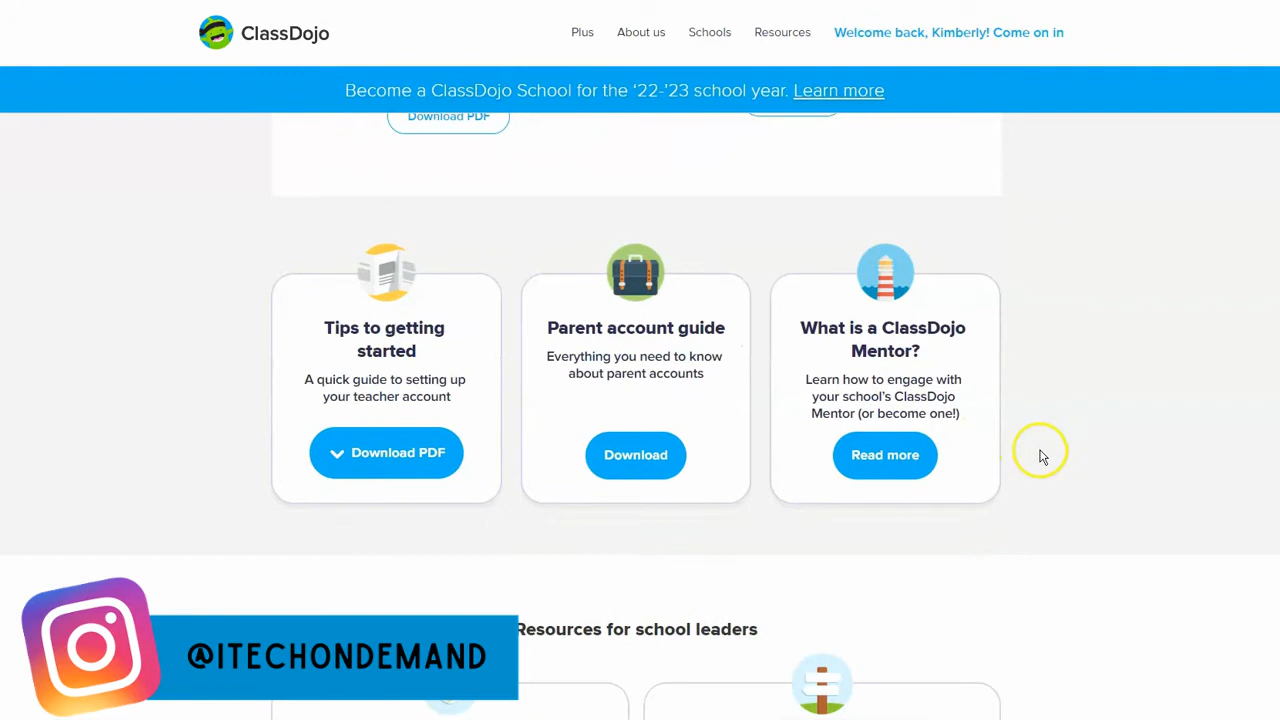 ClassDojo
Plus
About us
Schools
Resources
Welcome back, Kimberly! Come on in
Become a ClassDojo School for the ‘22-’23 school year. Learn more
Download PDF
Tips to getting
started
A quick guide to setting up
your teacher account
Download PDF
Parent account guide
Everything you need to know
about parent accounts
Download
What is a ClassDojo
Mentor?
Learn how to engage with
your school’s ClassDojo
Mentor (or become one!)
Read more
Resources for school leaders
@ITECHONDEMAND